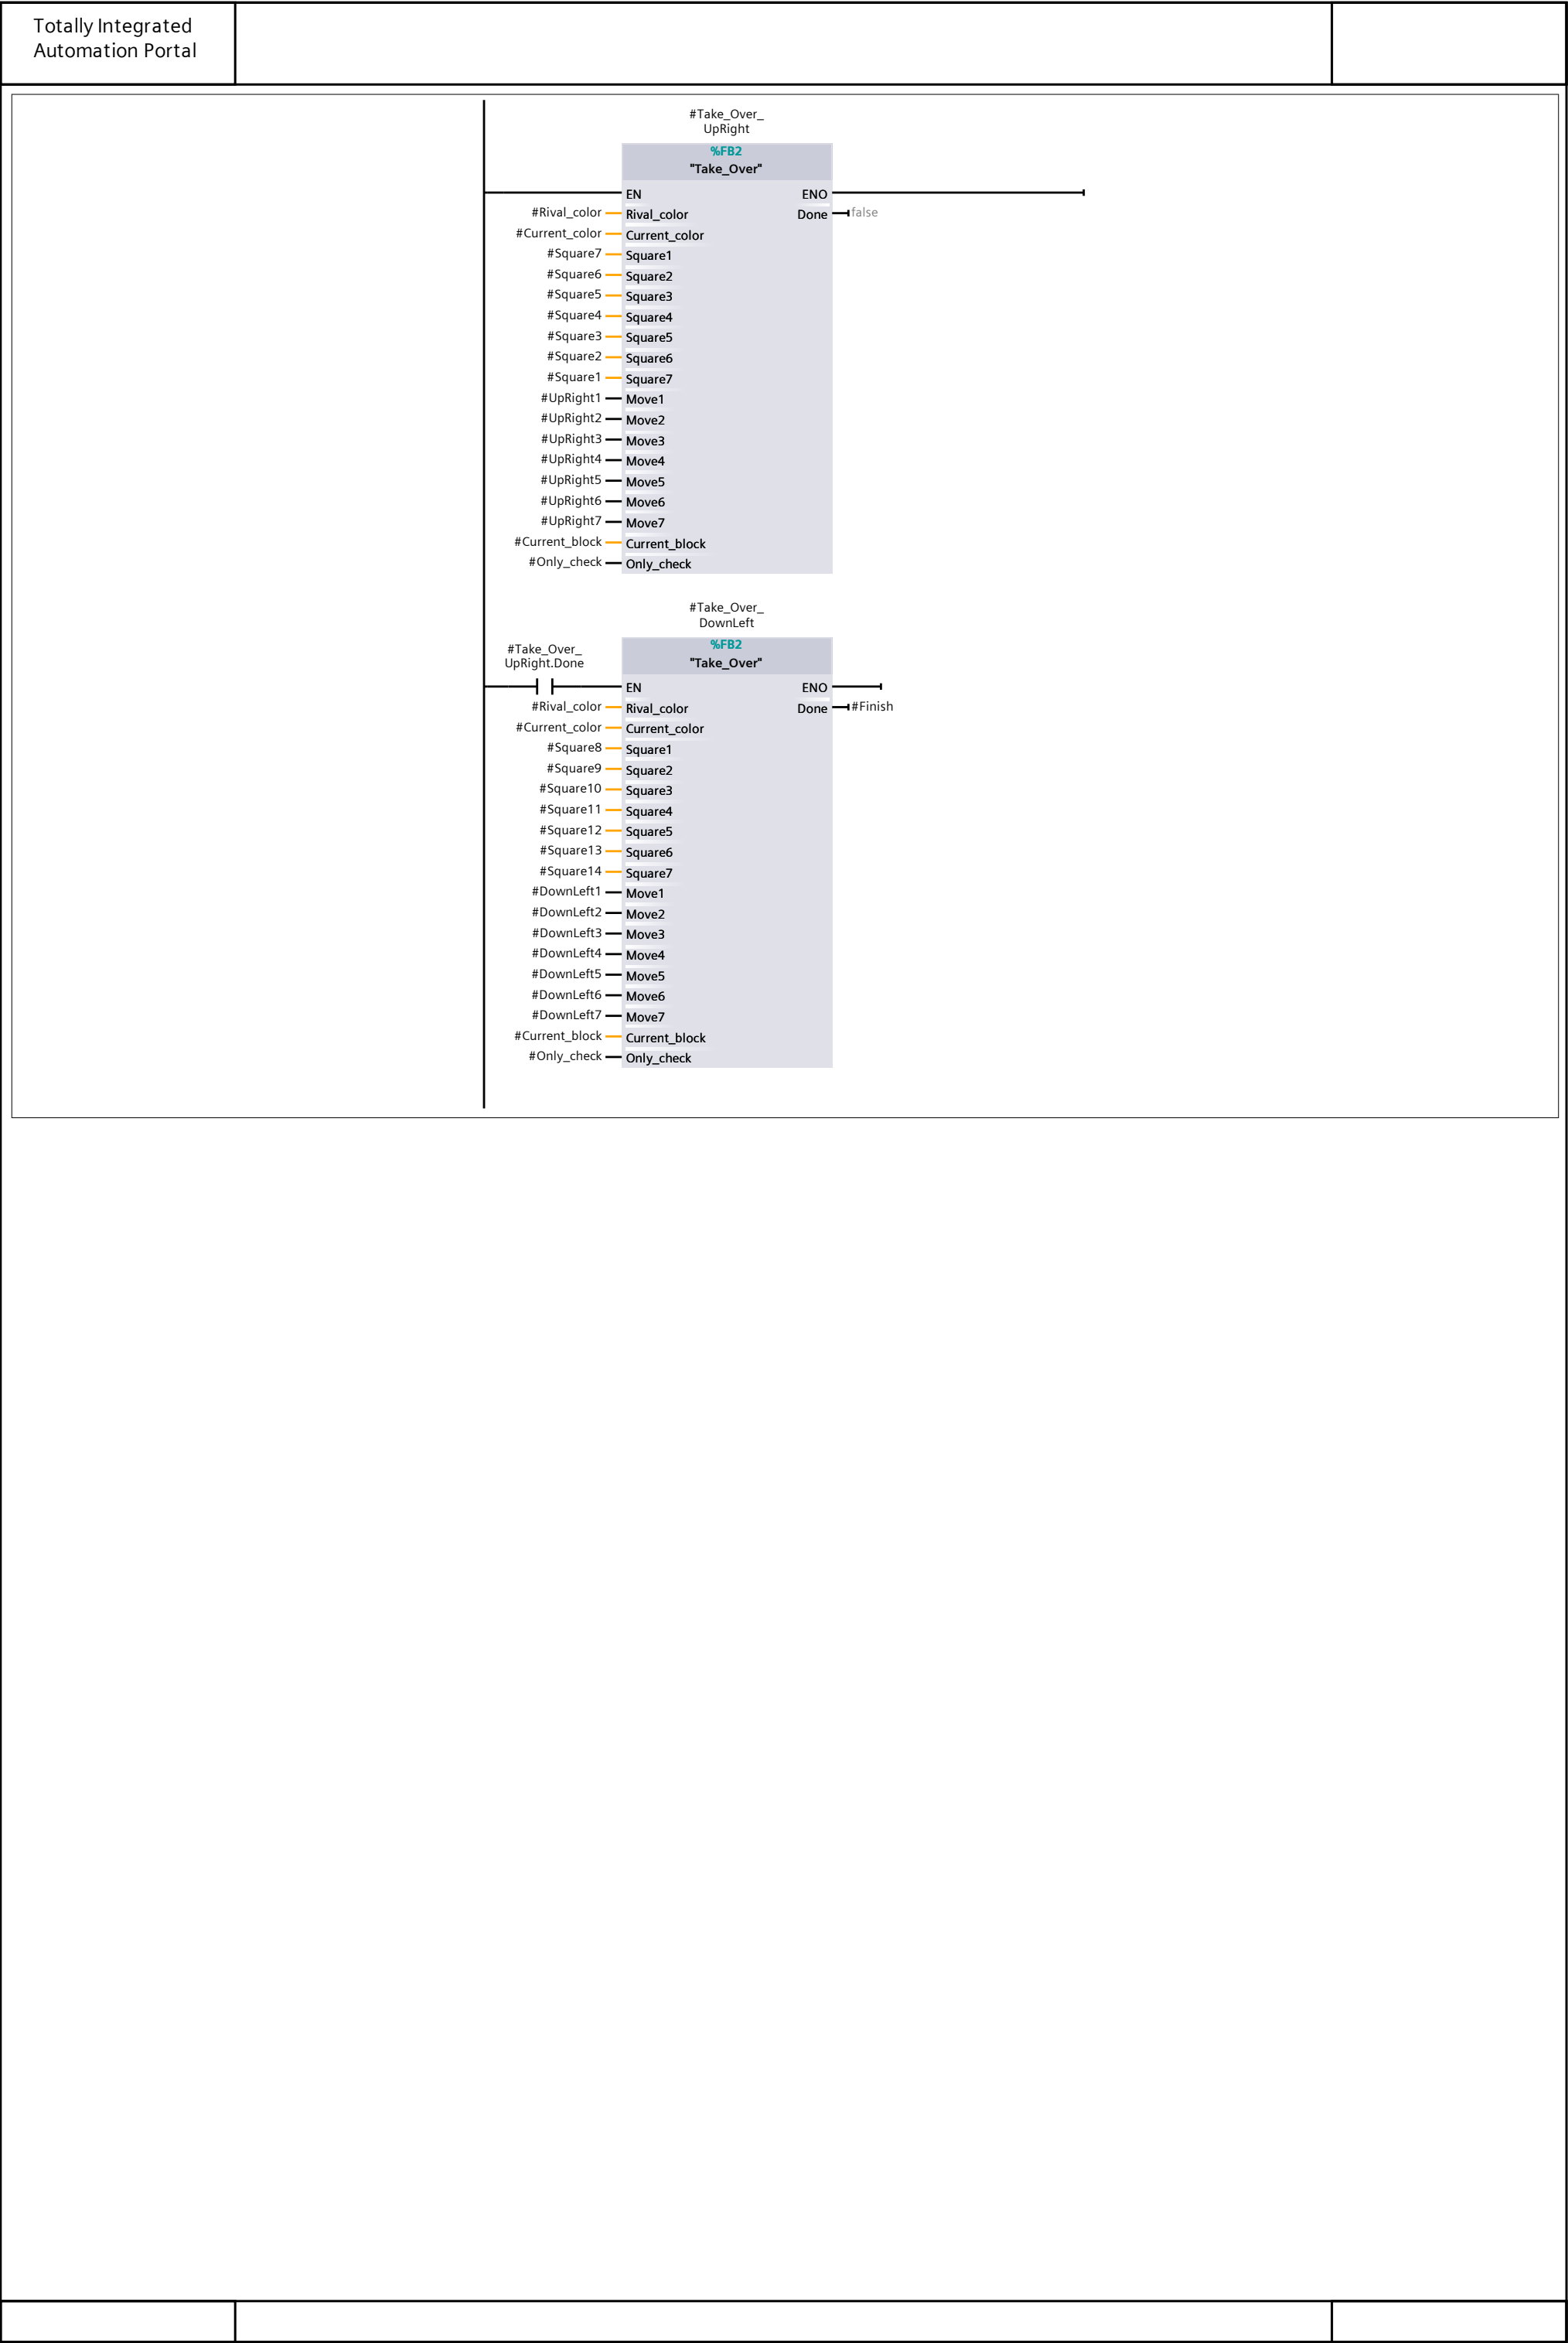 Totally Integrated
Automation Portal
#Take_Over_
UpRight
%FB2
"Take_Over"
EN ENO
#Rival_color Rival_color Done false
#Current_color Current_color
#Square7 Square1
#Square6 Square2
#Square5 Square3
#Square4 Square4
#Square3 Square5
#Square2 Square6
#Square1 Square7
#UpRight1 Move1
#UpRight2 Move2
#UpRight3 Move3
#UpRight4 Move4
#UpRight5 Move5
#UpRight6 Move6
#UpRight7 Move7
#Current_block Current_block
#Only_check Only_check
#Take_Over_
DownLeft
#Take_Over_
UpRight.Done
%FB2
"Take_Over"
EN ENO
#Rival_color Rival_color Done #Finish
#Current_color Current_color
#Square8 Square1
#Square9 Square2
#Square10 Square3
#Square11 Square4
#Square12 Square5
#Square13 Square6
#Square14 Square7
#DownLeft1 Move1
#DownLeft2 Move2
#DownLeft3 Move3
#DownLeft4 Move4
#DownLeft5 Move5
#DownLeft6 Move6
#DownLeft7 Move7
#Current_block Current_block
#Only_check Only_check